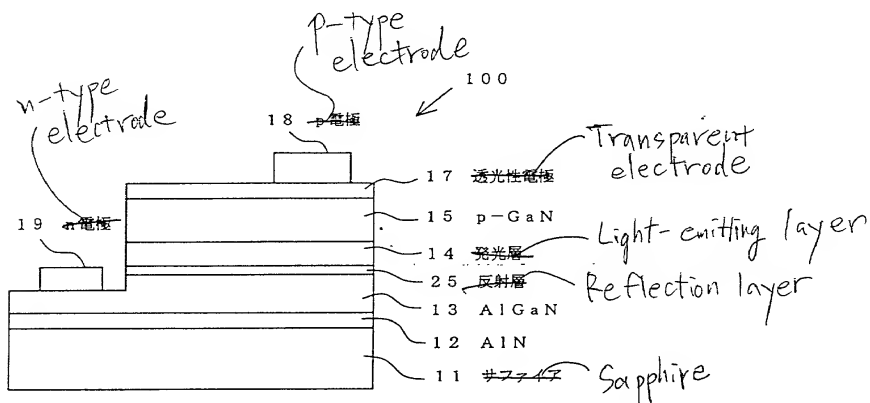 p-type
electrode
n-type
electrode
１００
１８ p電極
１７ 透光性電極
Transparent
electrode
１５ p－GaN
１９ n電極
１４ 発光層
Light-emitting layer
２５ 反射層
Reflection layer
１３ AlGaN
１２ AlN
１１ サファイア
Sapphire